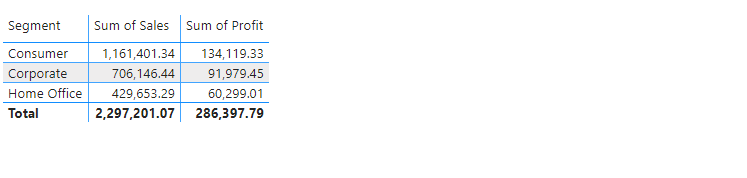 Segment Sum of Sales Sum of Profit
Consumer 1,161,401.34 134,119.33
Corporate 706,146.44 91,979.45
Home Office 429,653.29 60,299.01
Total 2,297,201.07 286,397.79